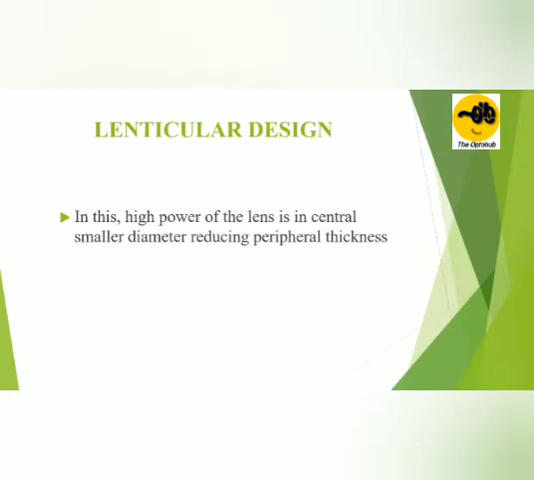 LENTICULAR DESIGN
The Optohub
In this, high power of the lens is in central
smaller diameter reducing peripheral thickness